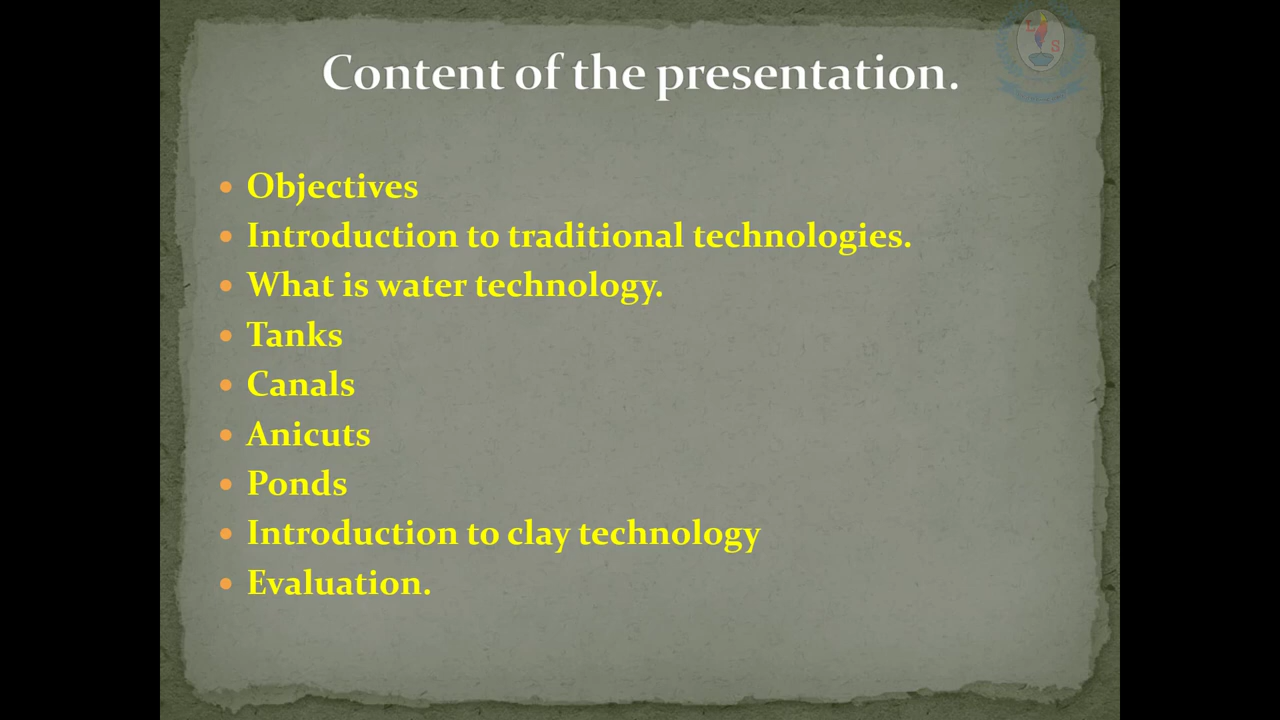 Content of the presentation.
L
S
Objectives
Introduction to traditional technologies.
What is water technology.
Tanks
Canals
Anicuts
Ponds
Introduction to clay technology
Evaluation.